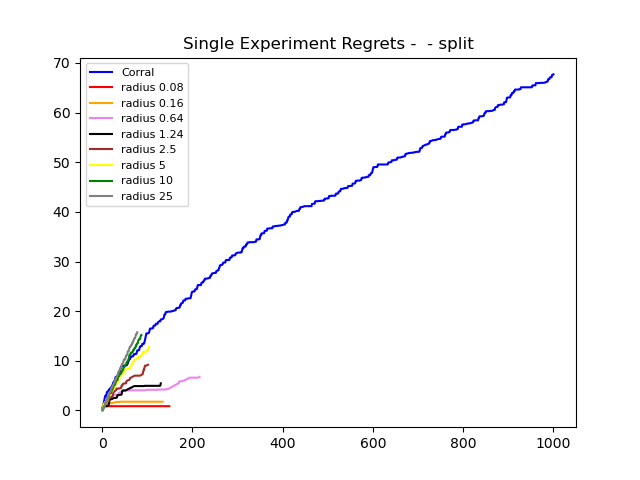 Single Experiment Regrets -  - split
70
60
50
40
30
20
10
0
Corral
radius 0.08
radius 0.16
radius 0.64
radius 1.24
radius 2.5
radius 5
radius 10
radius 25
0 200 400 600 800 1000